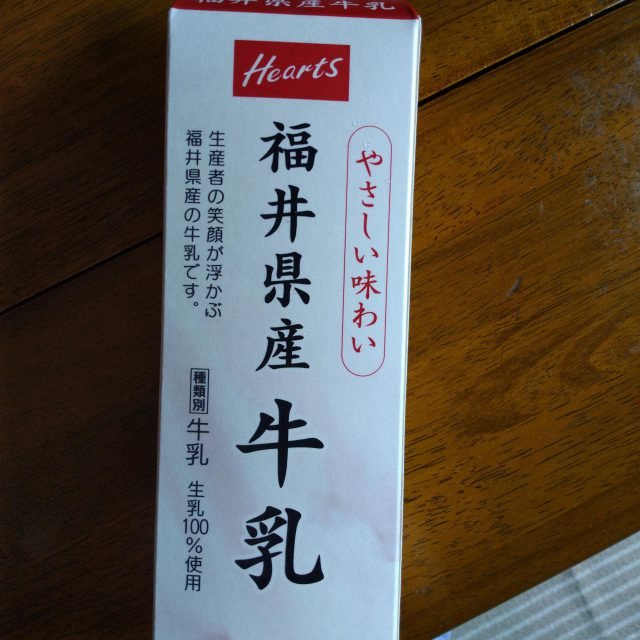 福井県産牛乳
Hearts
やさしい味わい
福井県産牛乳
生産者の笑顔が浮かぶ
福井県産の牛乳です。
種類別 牛乳 生乳100%使用